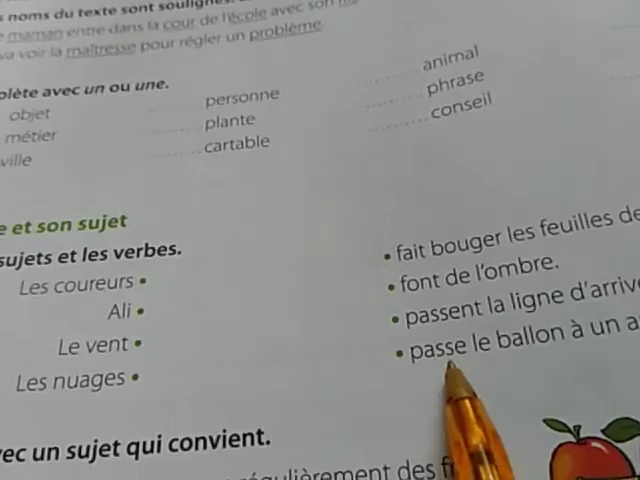 noms du texte sont soulignés.
maman entre dans la cour de l'école avec son
va voir la maîtresse pour régler un problème
plète avec un ou une.
objet personne animal
métier plante phrase
ville cartable conseil
e et son sujet
sujets et les verbes.
Les coureurs • • fait bouger les feuilles de
Ali • • font de l'ombre.
Le vent • • passent la ligne d'arriv
Les nuages • • passe le ballon à un a
vec un sujet qui convient.
régulièrement des f